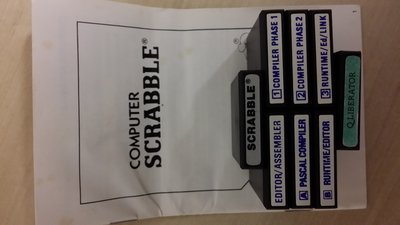 COMPUTER
SCRABBLE®
SCRABBLE®
1 COMPILER PHASE 1
2 COMPILER PHASE 2
3 RUNTIME/Ed/LINK
EDITOR/ASSEMBLER
A PASCAL COMPILER
B RUNTIME/EDITOR
Q LIBERATOR
1